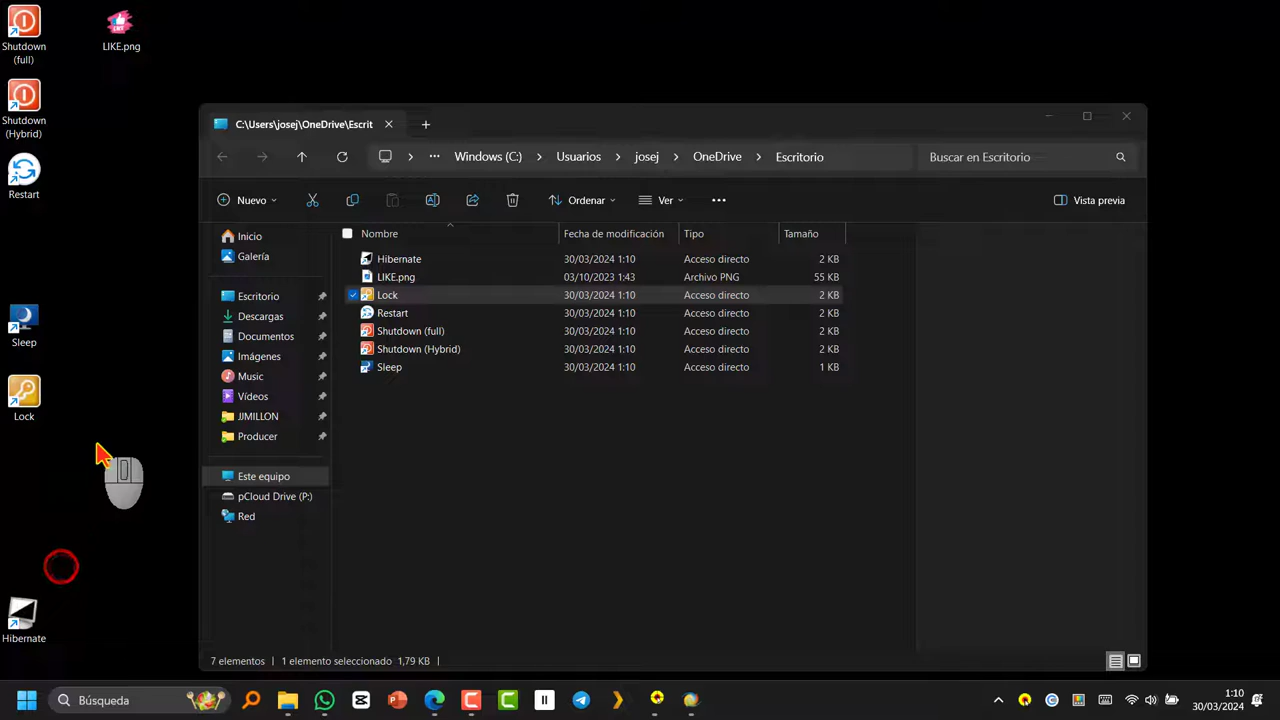 Shutdown
(full)
LIKE.png
Shutdown
(Hybrid)
Restart
Sleep
Lock
Hibernate
C:\Users\josej\OneDrive\Escrit
Windows (C:) Usuarios josej OneDrive Escritorio
Buscar en Escritorio
Nuevo Ordenar Ver Vista previa
Inicio
Galería
Escritorio
Descargas
Documentos
Imágenes
Music
Vídeos
JJMILLON
Producer
Este equipo
pCloud Drive (P:)
Red
Nombre Fecha de modificación Tipo Tamaño
Hibernate 30/03/2024 1:10 Acceso directo 2 KB
LIKE.png 03/10/2023 1:43 Archivo PNG 55 KB
Lock 30/03/2024 1:10 Acceso directo 2 KB
Restart 30/03/2024 1:10 Acceso directo 2 KB
Shutdown (full) 30/03/2024 1:10 Acceso directo 2 KB
Shutdown (Hybrid) 30/03/2024 1:10 Acceso directo 2 KB
Sleep 30/03/2024 1:10 Acceso directo 1 KB
7 elementos 1 elemento seleccionado 1,79 KB
Búsqueda
1:10
30/03/2024